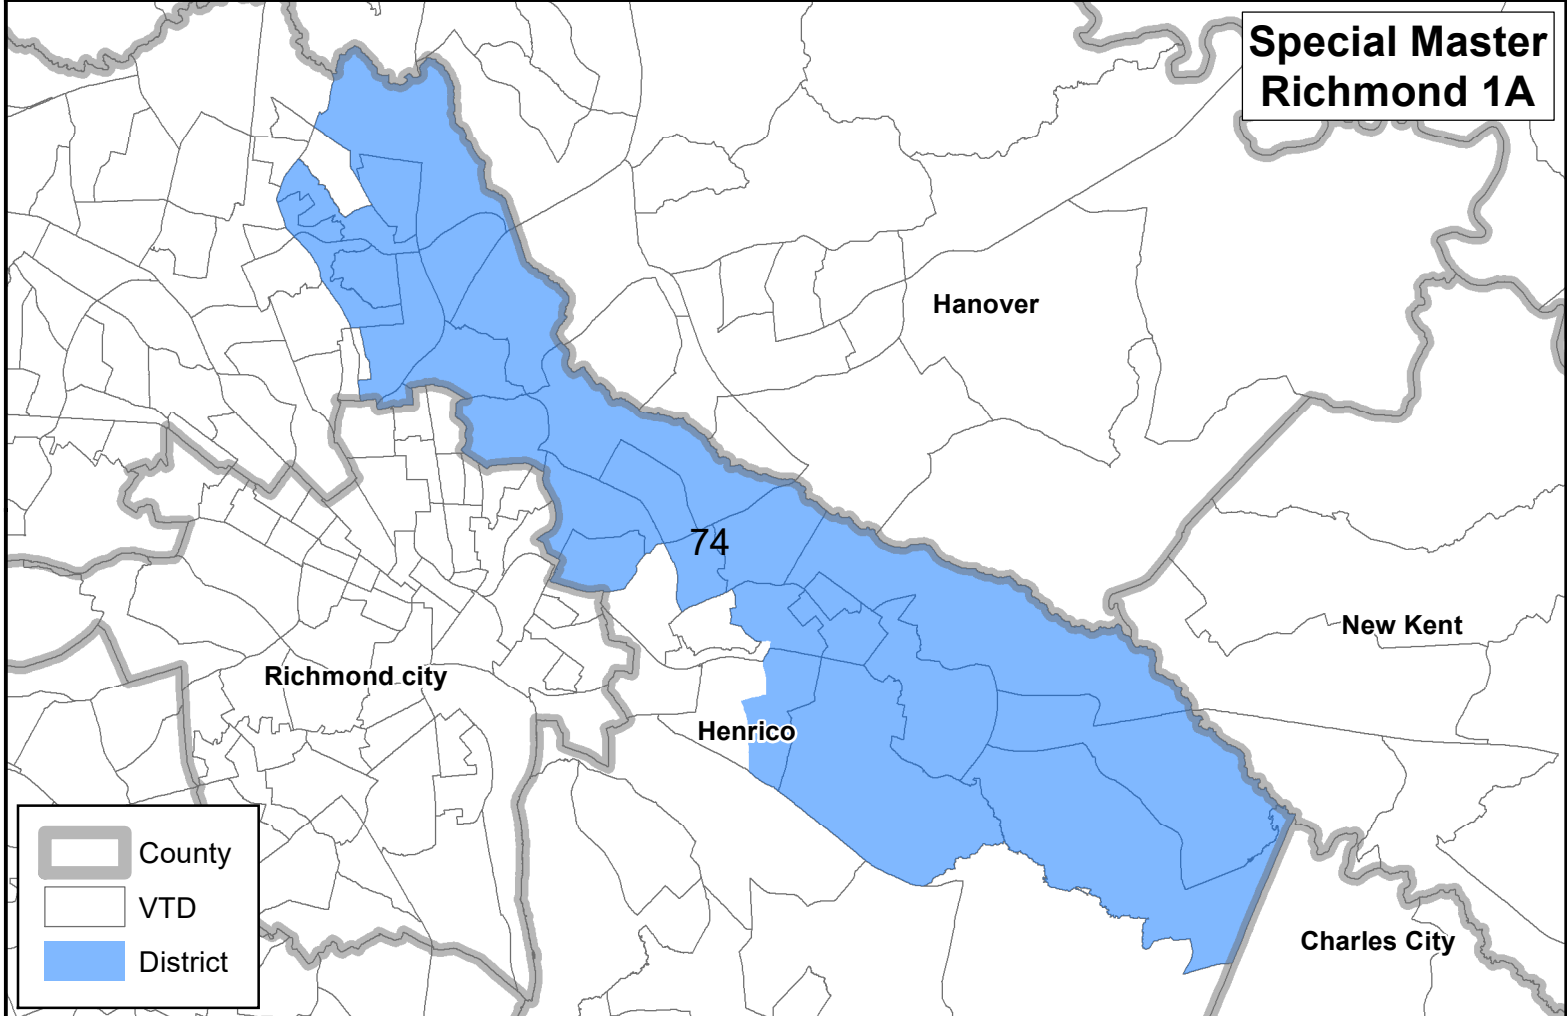 Special Master
Richmond 1A
Hanover
74
New Kent
Richmond city
Henrico
Charles City
County
VTD
District